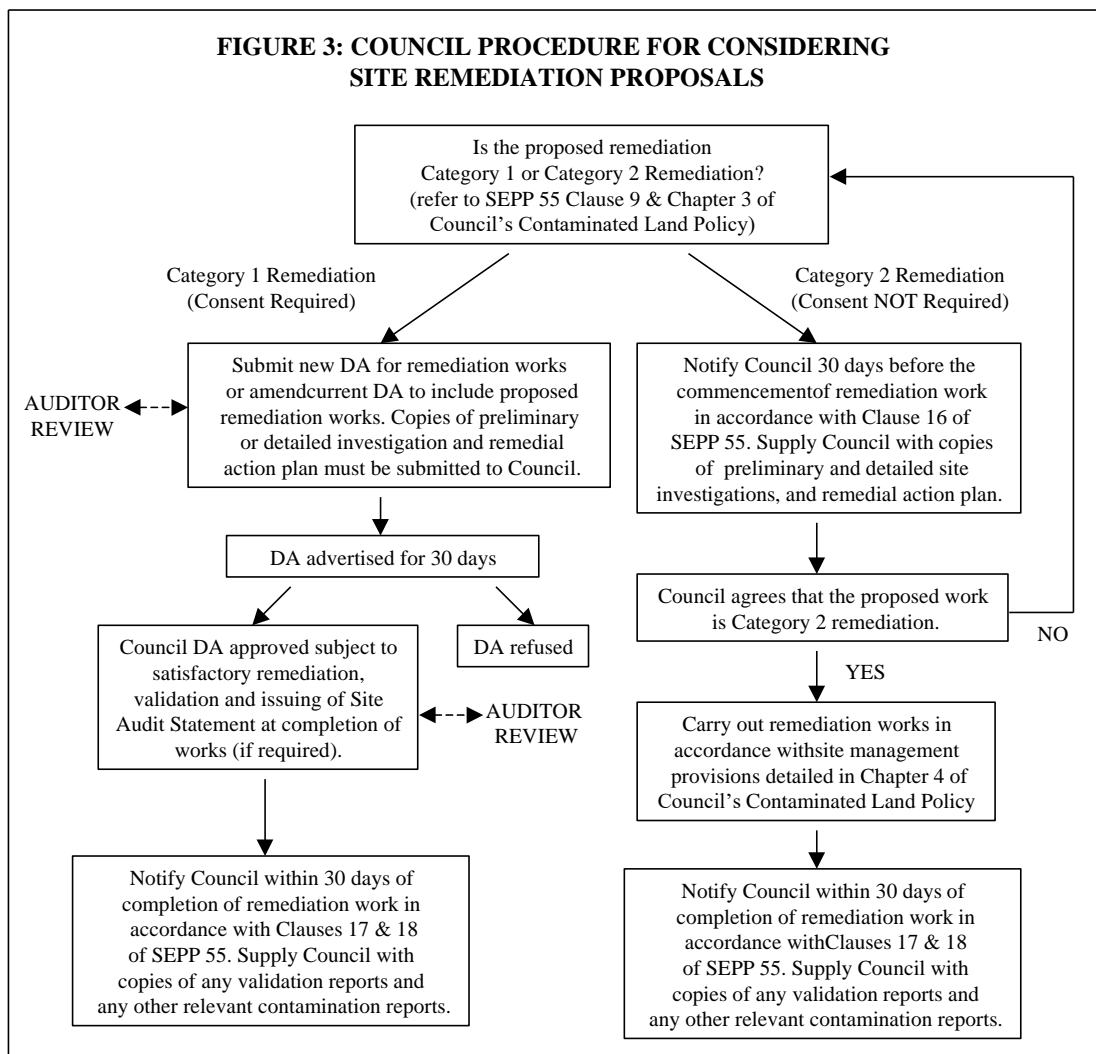 FIGURE 3: COUNCIL PROCEDURE FOR CONSIDERING
SITE REMEDIATION PROPOSALS
Is the proposed remediation
Category 1 or Category 2 Remediation?
(refer to SEPP 55 Clause 9 & Chapter 3 of
Council’s Contaminated Land Policy)
Category 1 Remediation
(Consent Required)
Category 2 Remediation
(Consent NOT Required)
Submit new DA for remediation works
or amendcurrent DA to include proposed
remediation works. Copies of preliminary
or detailed investigation and remedial
action plan must be submitted to Council.
AUDITOR
REVIEW
Notify Council 30 days before the
commencementof remediation work
in accordance with Clause 16 of
SEPP 55. Supply Council with copies
of preliminary and detailed site
investigations, and remedial action plan.
DA advertised for 30 days
Council agrees that the proposed work
is Category 2 remediation.
NO
YES
Council DA approved subject to
satisfactory remediation,
validation and issuing of Site
Audit Statement at completion of
works (if required).
DA refused
AUDITOR
REVIEW
Carry out remediation works in
accordance withsite management
provisions detailed in Chapter 4 of
Council’s Contaminated Land Policy
Notify Council within 30 days of
completion of remediation work in
accordance with Clauses 17 & 18
of SEPP 55. Supply Council with
copies of any validation reports and
any other relevant contamination reports.
Notify Council within 30 days of
completion of remediation work in
accordance withClauses 17 & 18
of SEPP 55. Supply Council with
copies of any validation reports and
any other relevant contamination reports.